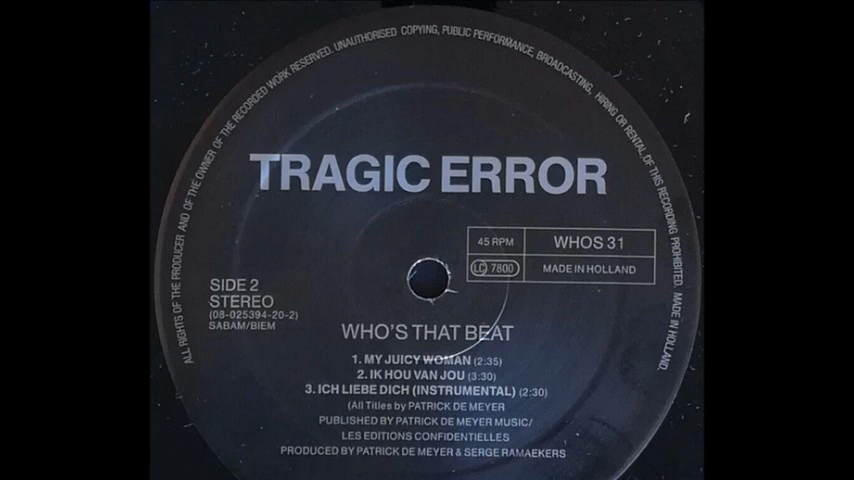 ALL RIGHTS OF THE PRODUCER AND OF THE OWNER OF THE RECORDED WORK RESERVED. UNAUTHORISED COPYING, PUBLIC PERFORMANCE, BROADCASTING, HIRING OR RENTAL OF THIS RECORDING PROHIBITED. MADE IN HOLLAND.
TRAGIC ERROR
45 RPM WHOS 31
LC 7800 MADE IN HOLLAND
SIDE 2
STEREO
(08-025394-20-2)
SABAM/BIEM
WHO'S THAT BEAT
1. MY JUICY WOMAN (2:35)
2. IK HOU VAN JOU (3:30)
3. ICH LIEBE DICH (INSTRUMENTAL) (2:30)
(All Titles by PATRICK DE MEYER
PUBLISHED BY PATRICK DE MEYER MUSIC/
LES EDITIONS CONFIDENTIELLES
PRODUCED BY PATRICK DE MEYER & SERGE RAMAEKERS